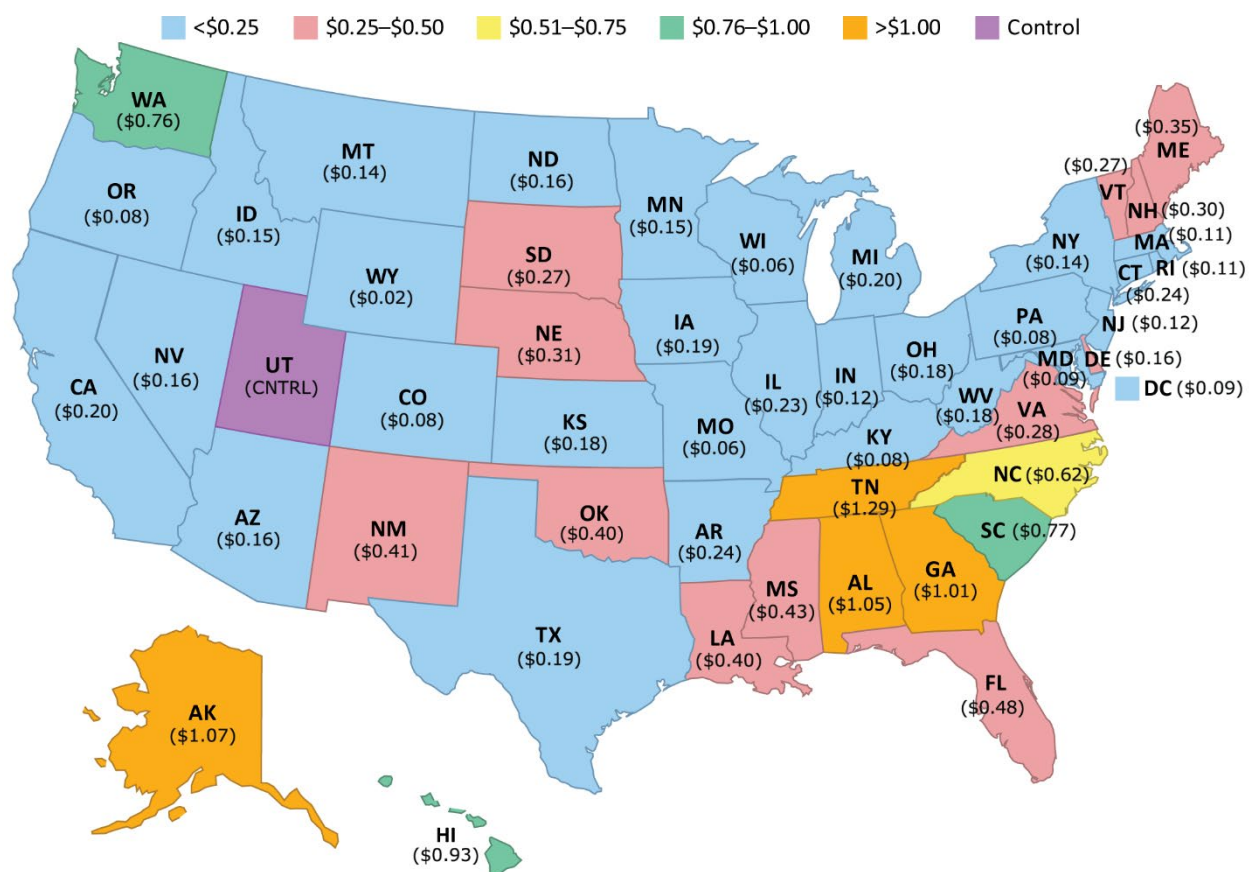 <$0.25 $0.25–$0.50 $0.51–$0.75 $0.76–$1.00 >$1.00 Control
WA
($0.76)
MT
($0.14)
ND
($0.16)
MN
($0.15)
OR
($0.08)
ID
($0.15)
WY
($0.02)
SD
($0.27)
WI
($0.06)
MI
($0.20)
NY
($0.14)
($0.27)
VT
($0.35)
ME
NH ($0.30)
($0.11)
MA
RI ($0.11)
CT
($0.24)
NJ ($0.12)
PA
($0.08)
MD
($0.09)
DE ($0.16)
DC ($0.09)
NE
($0.31)
IA
($0.19)
IL
($0.23)
IN
($0.12)
OH
($0.18)
WV
($0.18)
VA
($0.28)
CA
($0.20)
NV
($0.16)
UT
(CNTRL)
CO
($0.08)
KS
($0.18)
MO
($0.06)
KY
($0.08)
TN
($1.29)
NC ($0.62)
SC ($0.77)
AZ
($0.16)
NM
($0.41)
OK
($0.40)
AR
($0.24)
MS
($0.43)
AL
($1.05)
GA
($1.01)
TX
($0.19)
LA
($0.40)
FL
($0.48)
AK
($1.07)
HI
($0.93)